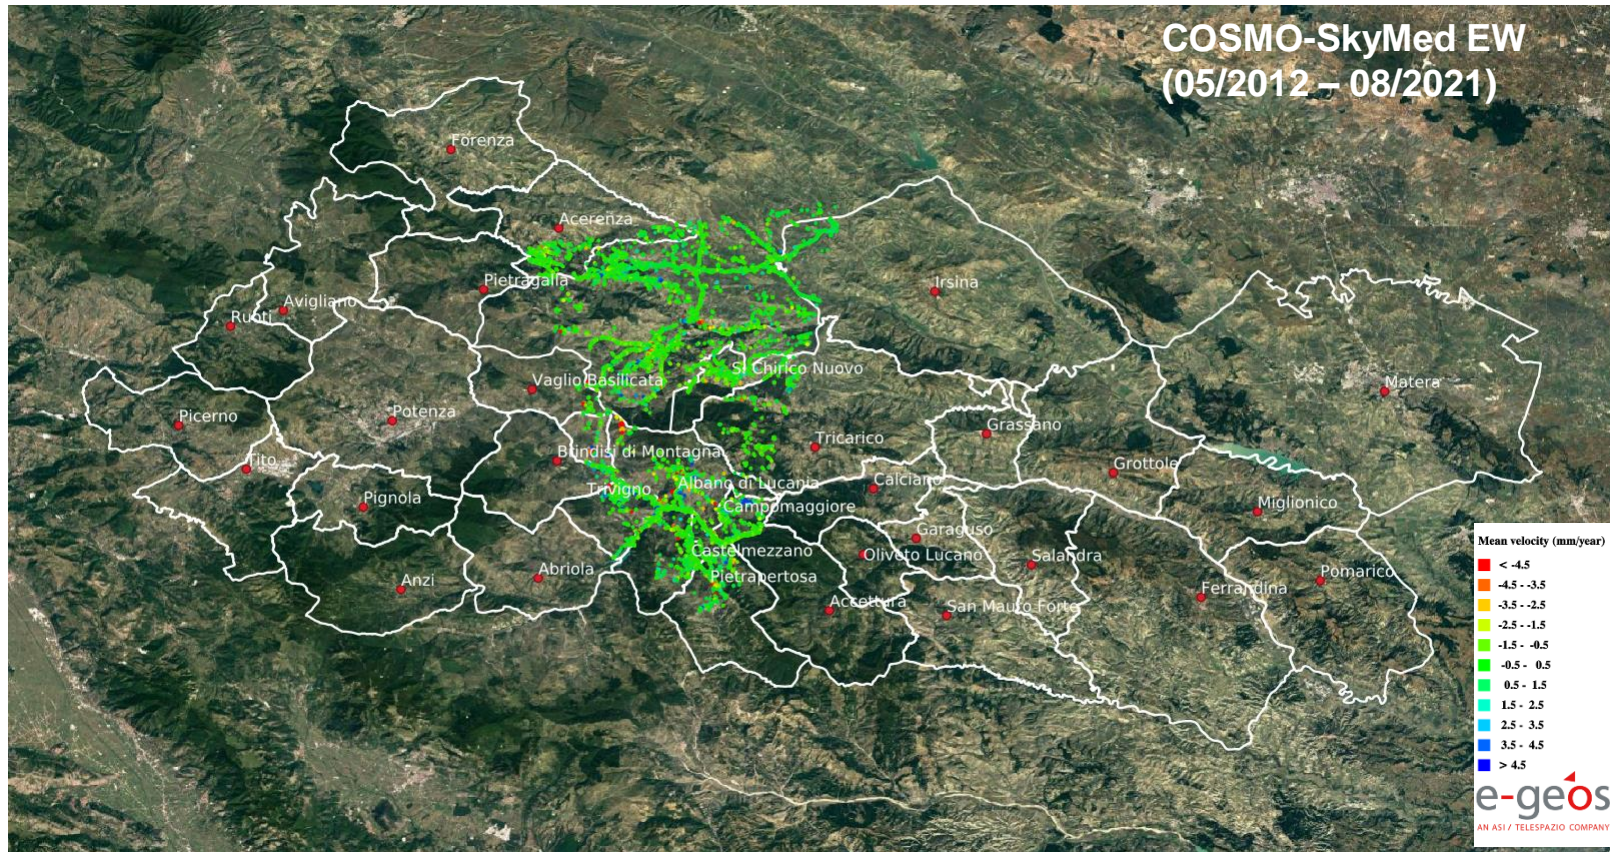 COSMO-SkyMed EW
(05/2012 – 08/2021)
Forenza
Acerenza
Pietragalla
Irsina
Avigliano
Ruoti
S. Chirico Nuovo
Vaglio Basilicata
Matera
Picerno
Potenza
Grassano
Tricarico
Brindisi di Montagna
Tito
Grottole
Calciano
Albano di Lucania
Trivigno
Pignola
Campomaggiore
Miglionico
Garaguso
Castelmezzano
Oliveto Lucano
Salandra
Abriola
Pietrapertosa
Anzi
Pomarico
Ferrandina
Accettura
San Mauro Forte
Mean velocity (mm/year)
< -4.5
-4.5 - -3.5
-3.5 - -2.5
-2.5 - -1.5
-1.5 - -0.5
-0.5 - 0.5
0.5 - 1.5
1.5 - 2.5
2.5 - 3.5
3.5 - 4.5
> 4.5
e-geos
AN ASI / TELESPAZIO COMPANY